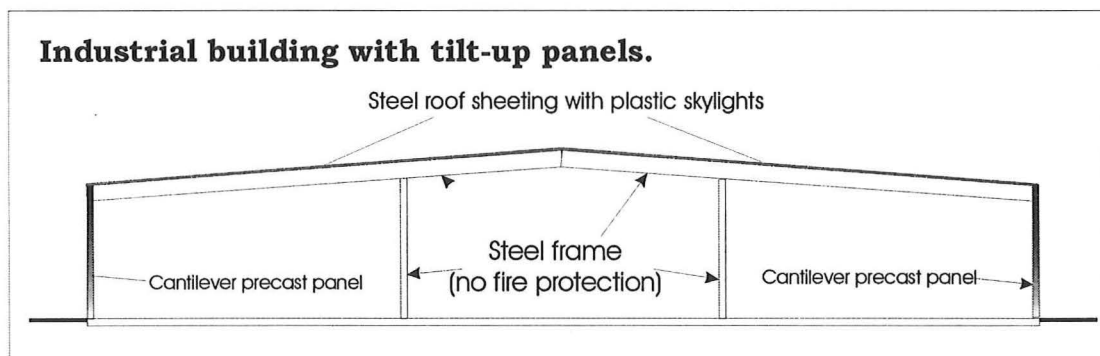 Industrial building with tilt-up panels.
Steel roof sheeting with plastic skylights
Steel frame
(no fire protection)
Cantilever precast panel
Cantilever precast panel